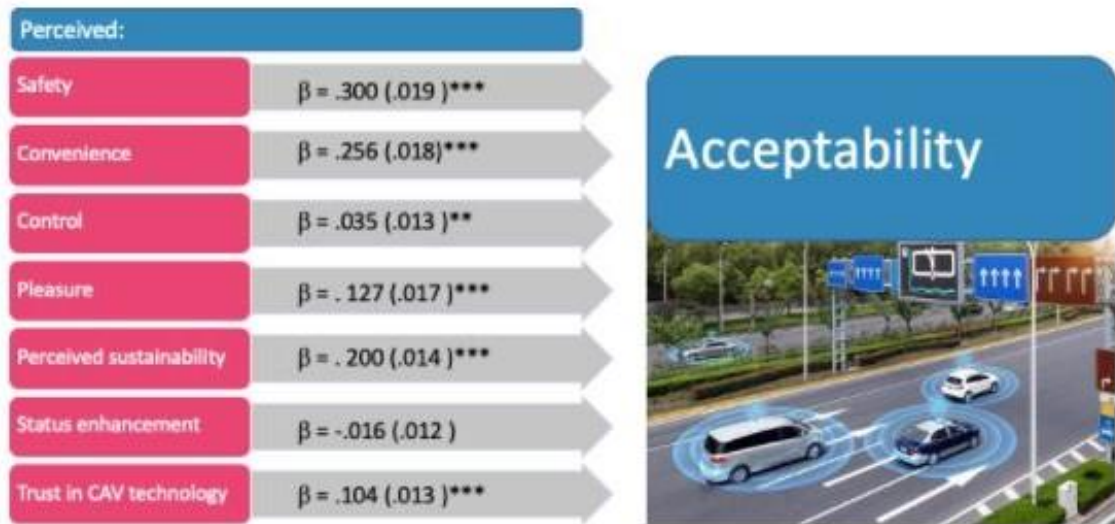 Perceived:
Safety
β = .300 (.019 )***
Convenience
β = .256 (.018)***
Control
β = .035 (.013 )**
Pleasure
β = . 127 (.017 )***
Perceived sustainability
β = . 200 (.014 )***
Status enhancement
β = -.016 (.012 )
Trust in CAV technology
β = .104 (.013 )***
Acceptability